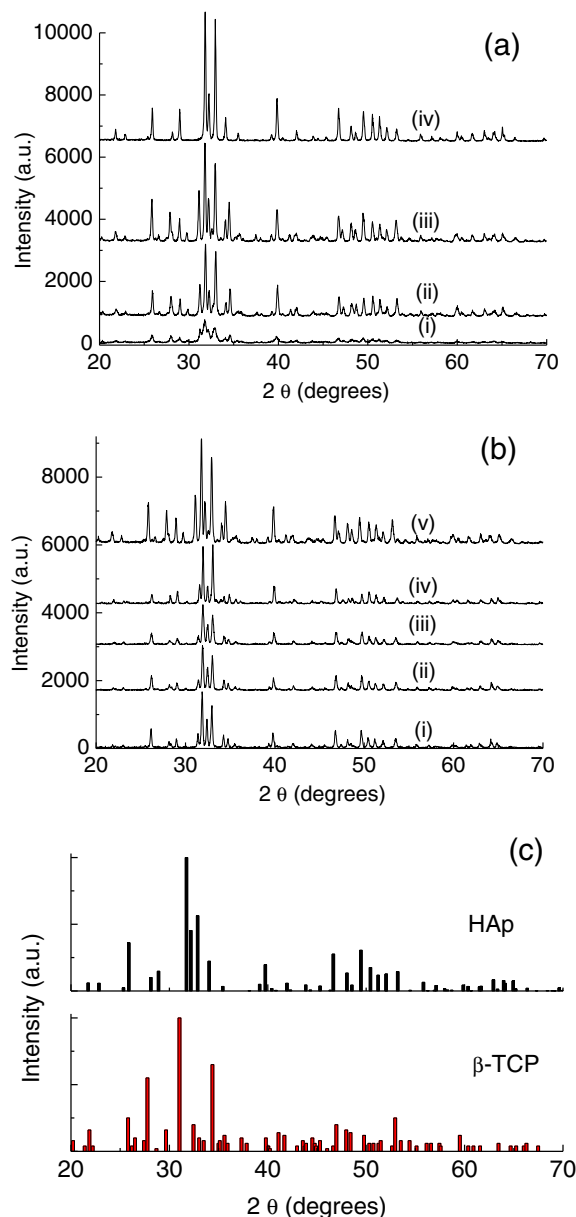 (a)
10000
8000
6000
4000
2000
0
Intensity (a.u.)
(iv)
(iii)
(ii)
(i)
20 30 40 50 60 70
2 θ (degrees)
(b)
8000
6000
4000
2000
0
Intensity (a.u.)
(v)
(iv)
(iii)
(ii)
(i)
20 30 40 50 60 70
2 θ (degrees)
(c)
HAp
Intensity (a.u.)
β-TCP
20 30 40 50 60 70
2 θ (degrees)